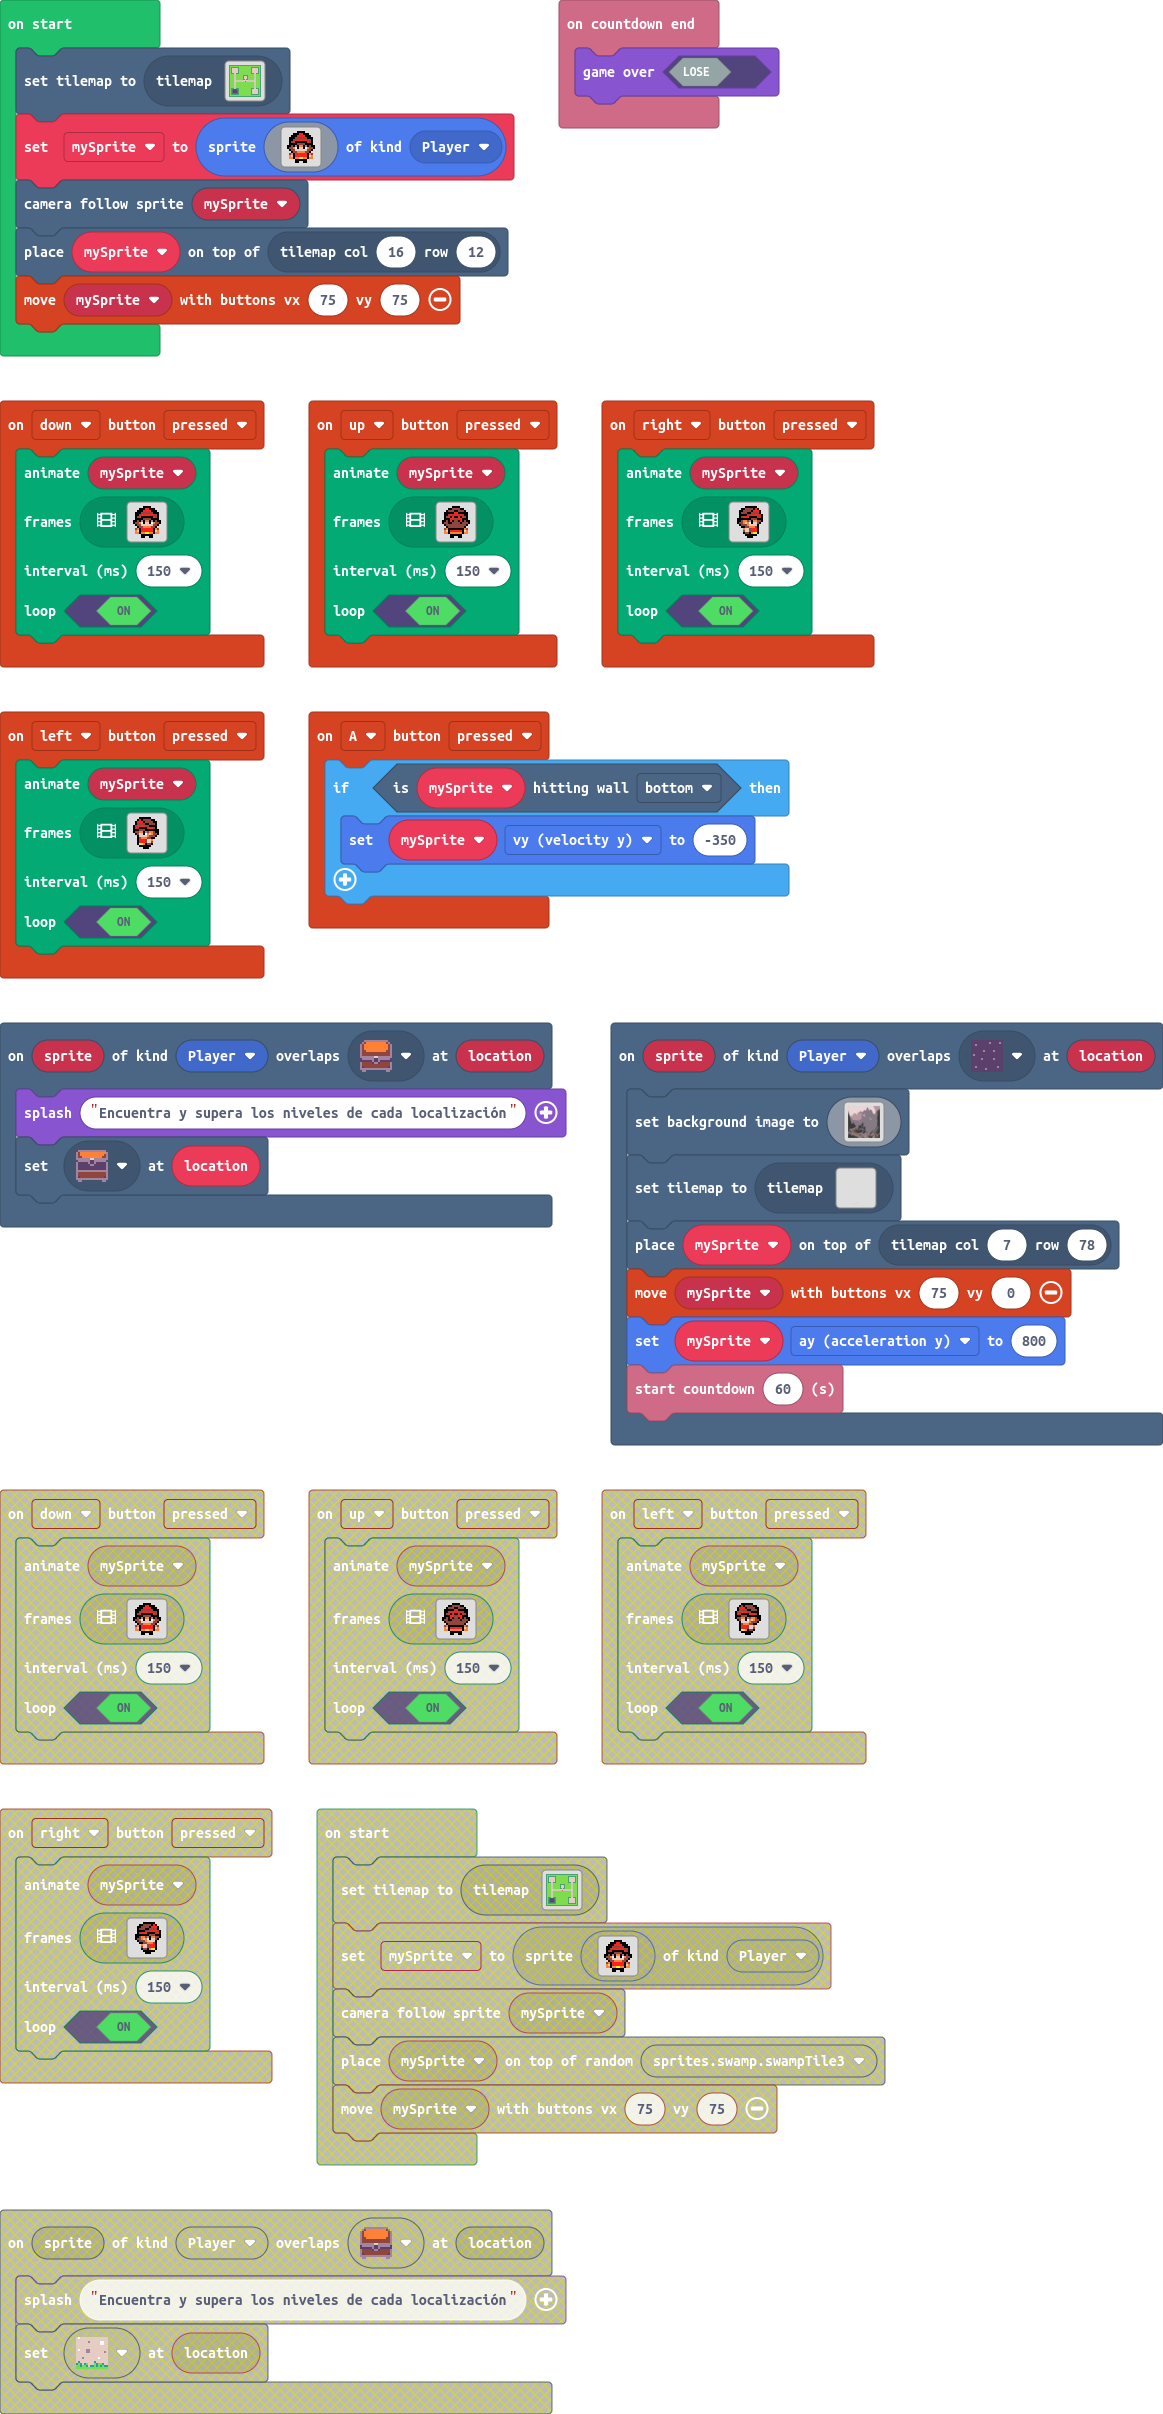 on start
set tilemap to tilemap
set mySprite to sprite of kind Player
camera follow sprite mySprite
place mySprite on top of tilemap col 16 row 12
move mySprite with buttons vx 75 vy 75
on countdown end
game over LOSE
on down button pressed
animate mySprite
frames
interval (ms) 150
loop ON
on up button pressed
animate mySprite
frames
interval (ms) 150
loop ON
on right button pressed
animate mySprite
frames
interval (ms) 150
loop ON
on left button pressed
animate mySprite
frames
interval (ms) 150
loop ON
on A button pressed
if is mySprite hitting wall bottom then
set mySprite vy (velocity y) to -350
on sprite of kind Player overlaps at location
splash "Encuentra y supera los niveles de cada localización"
set at location
on sprite of kind Player overlaps at location
set background image to
set tilemap to tilemap
place mySprite on top of tilemap col 7 row 78
move mySprite with buttons vx 75 vy 0
set mySprite ay (acceleration y) to 800
start countdown 60 (s)
on down button pressed
animate mySprite
frames
interval (ms) 150
loop ON
on up button pressed
animate mySprite
frames
interval (ms) 150
loop ON
on left button pressed
animate mySprite
frames
interval (ms) 150
loop ON
on right button pressed
animate mySprite
frames
interval (ms) 150
loop ON
on start
set tilemap to tilemap
set mySprite to sprite of kind Player
camera follow sprite mySprite
place mySprite on top of random sprites.swamp.swampTile3
move mySprite with buttons vx 75 vy 75
on sprite of kind Player overlaps at location
splash "Encuentra y supera los niveles de cada localización"
set at location